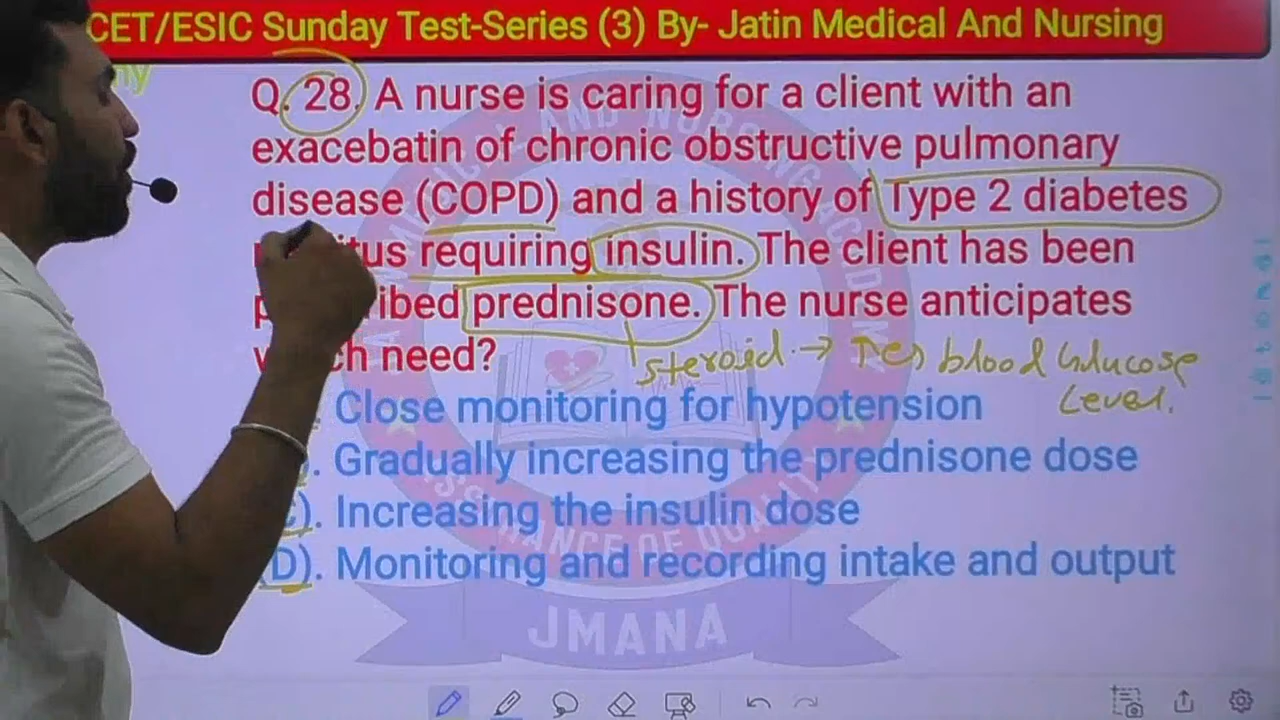 CET/ESIC Sunday Test-Series (3) By- Jatin Medical And Nursing
Q. 28. A nurse is caring for a client with an
exacebatin of chronic obstructive pulmonary
disease (COPD) and a history of Type 2 diabetes
requiring insulin. The client has been
prednisone. The nurse anticipates
need?
steroid → ↑es blood Glucose
Level.
Close monitoring for hypotension
Gradually increasing the prednisone dose
C). Increasing the insulin dose
(D). Monitoring and recording intake and output
JMANA